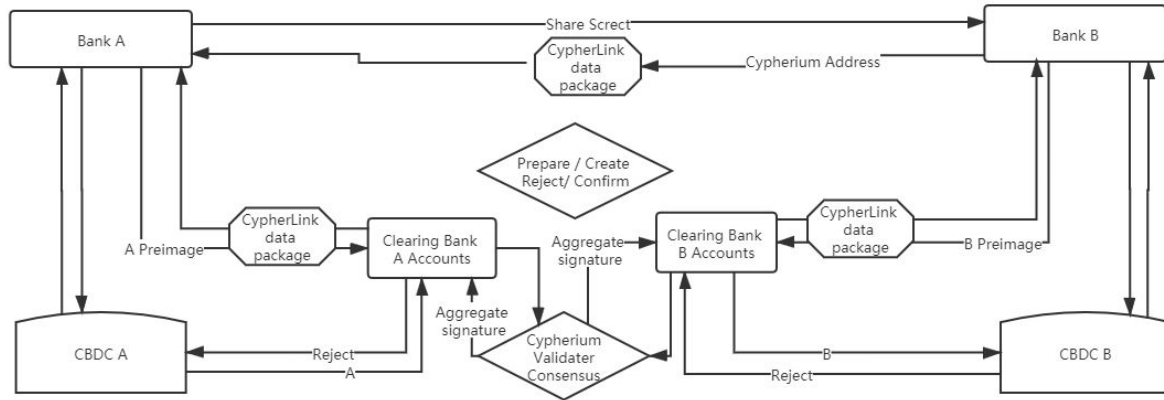 Share Screct
Bank A
Bank B
CypherLink
data
package
Cypherium Address
Prepare / Create
Reject/ Confirm
CypherLink
data
package
A Preimage
Clearing Bank
A Accounts
Aggregate
signature
Clearing Bank
B Accounts
CypherLink
data
package
B Preimage
Aggregate
signature
Cypherium
Validater
Consensus
CBDC A
Reject
A
B
Reject
CBDC B